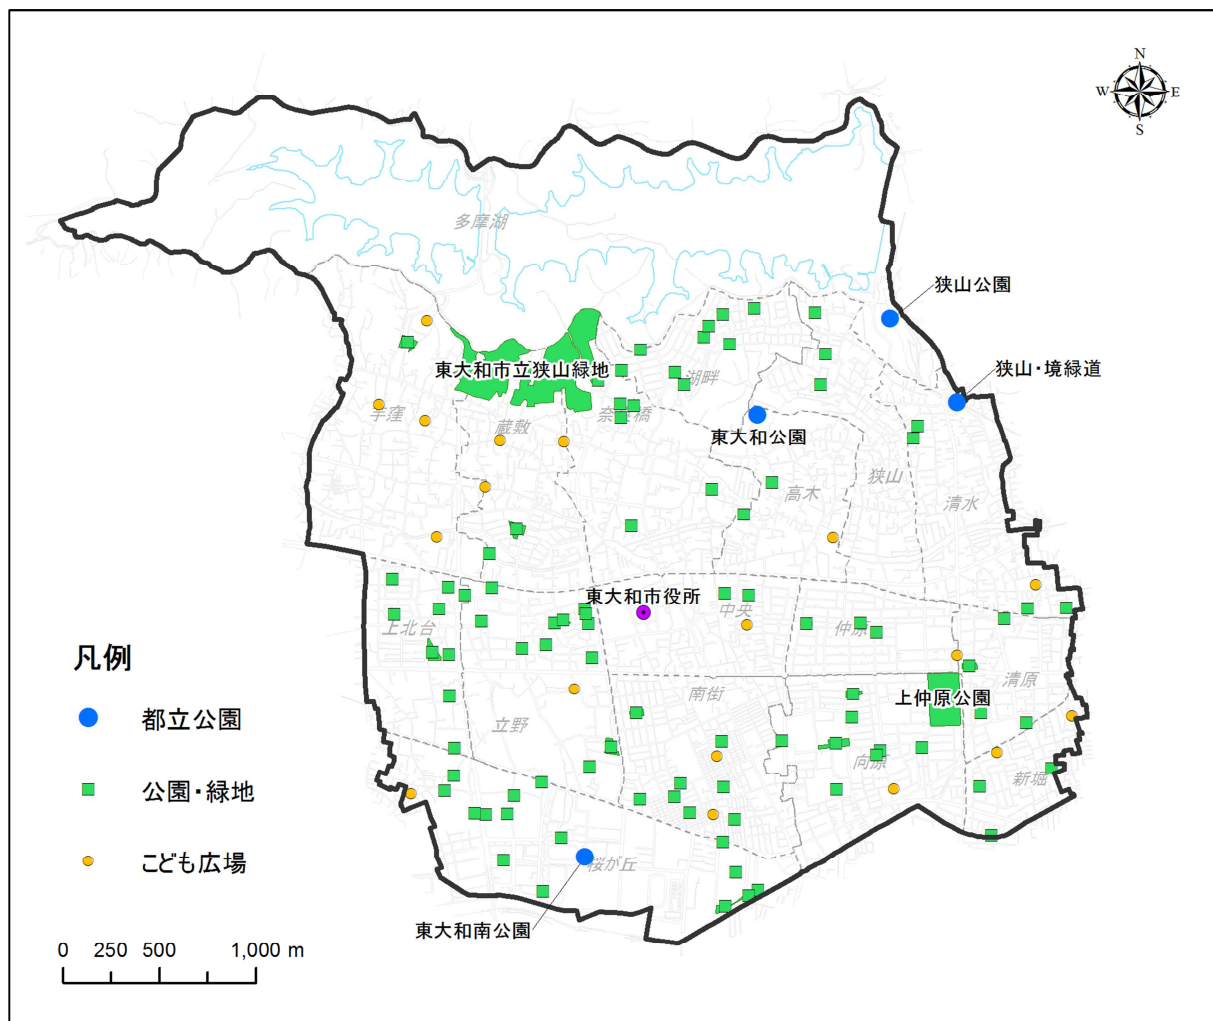 N
W
E
S
多摩湖
狭山公園
狭山・境緑道
東大和市立狭山緑地
湖畔
芋窪
蔵敷
奈良橋
東大和公園
狭山
高木
清水
東大和市役所
中央
上北台
仲原
清原
南街
上仲原公園
立野
向原
新堀
桜が丘
東大和南公園
凡例
都立公園
公園・緑地
こども広場
0 250 500 1,000 m